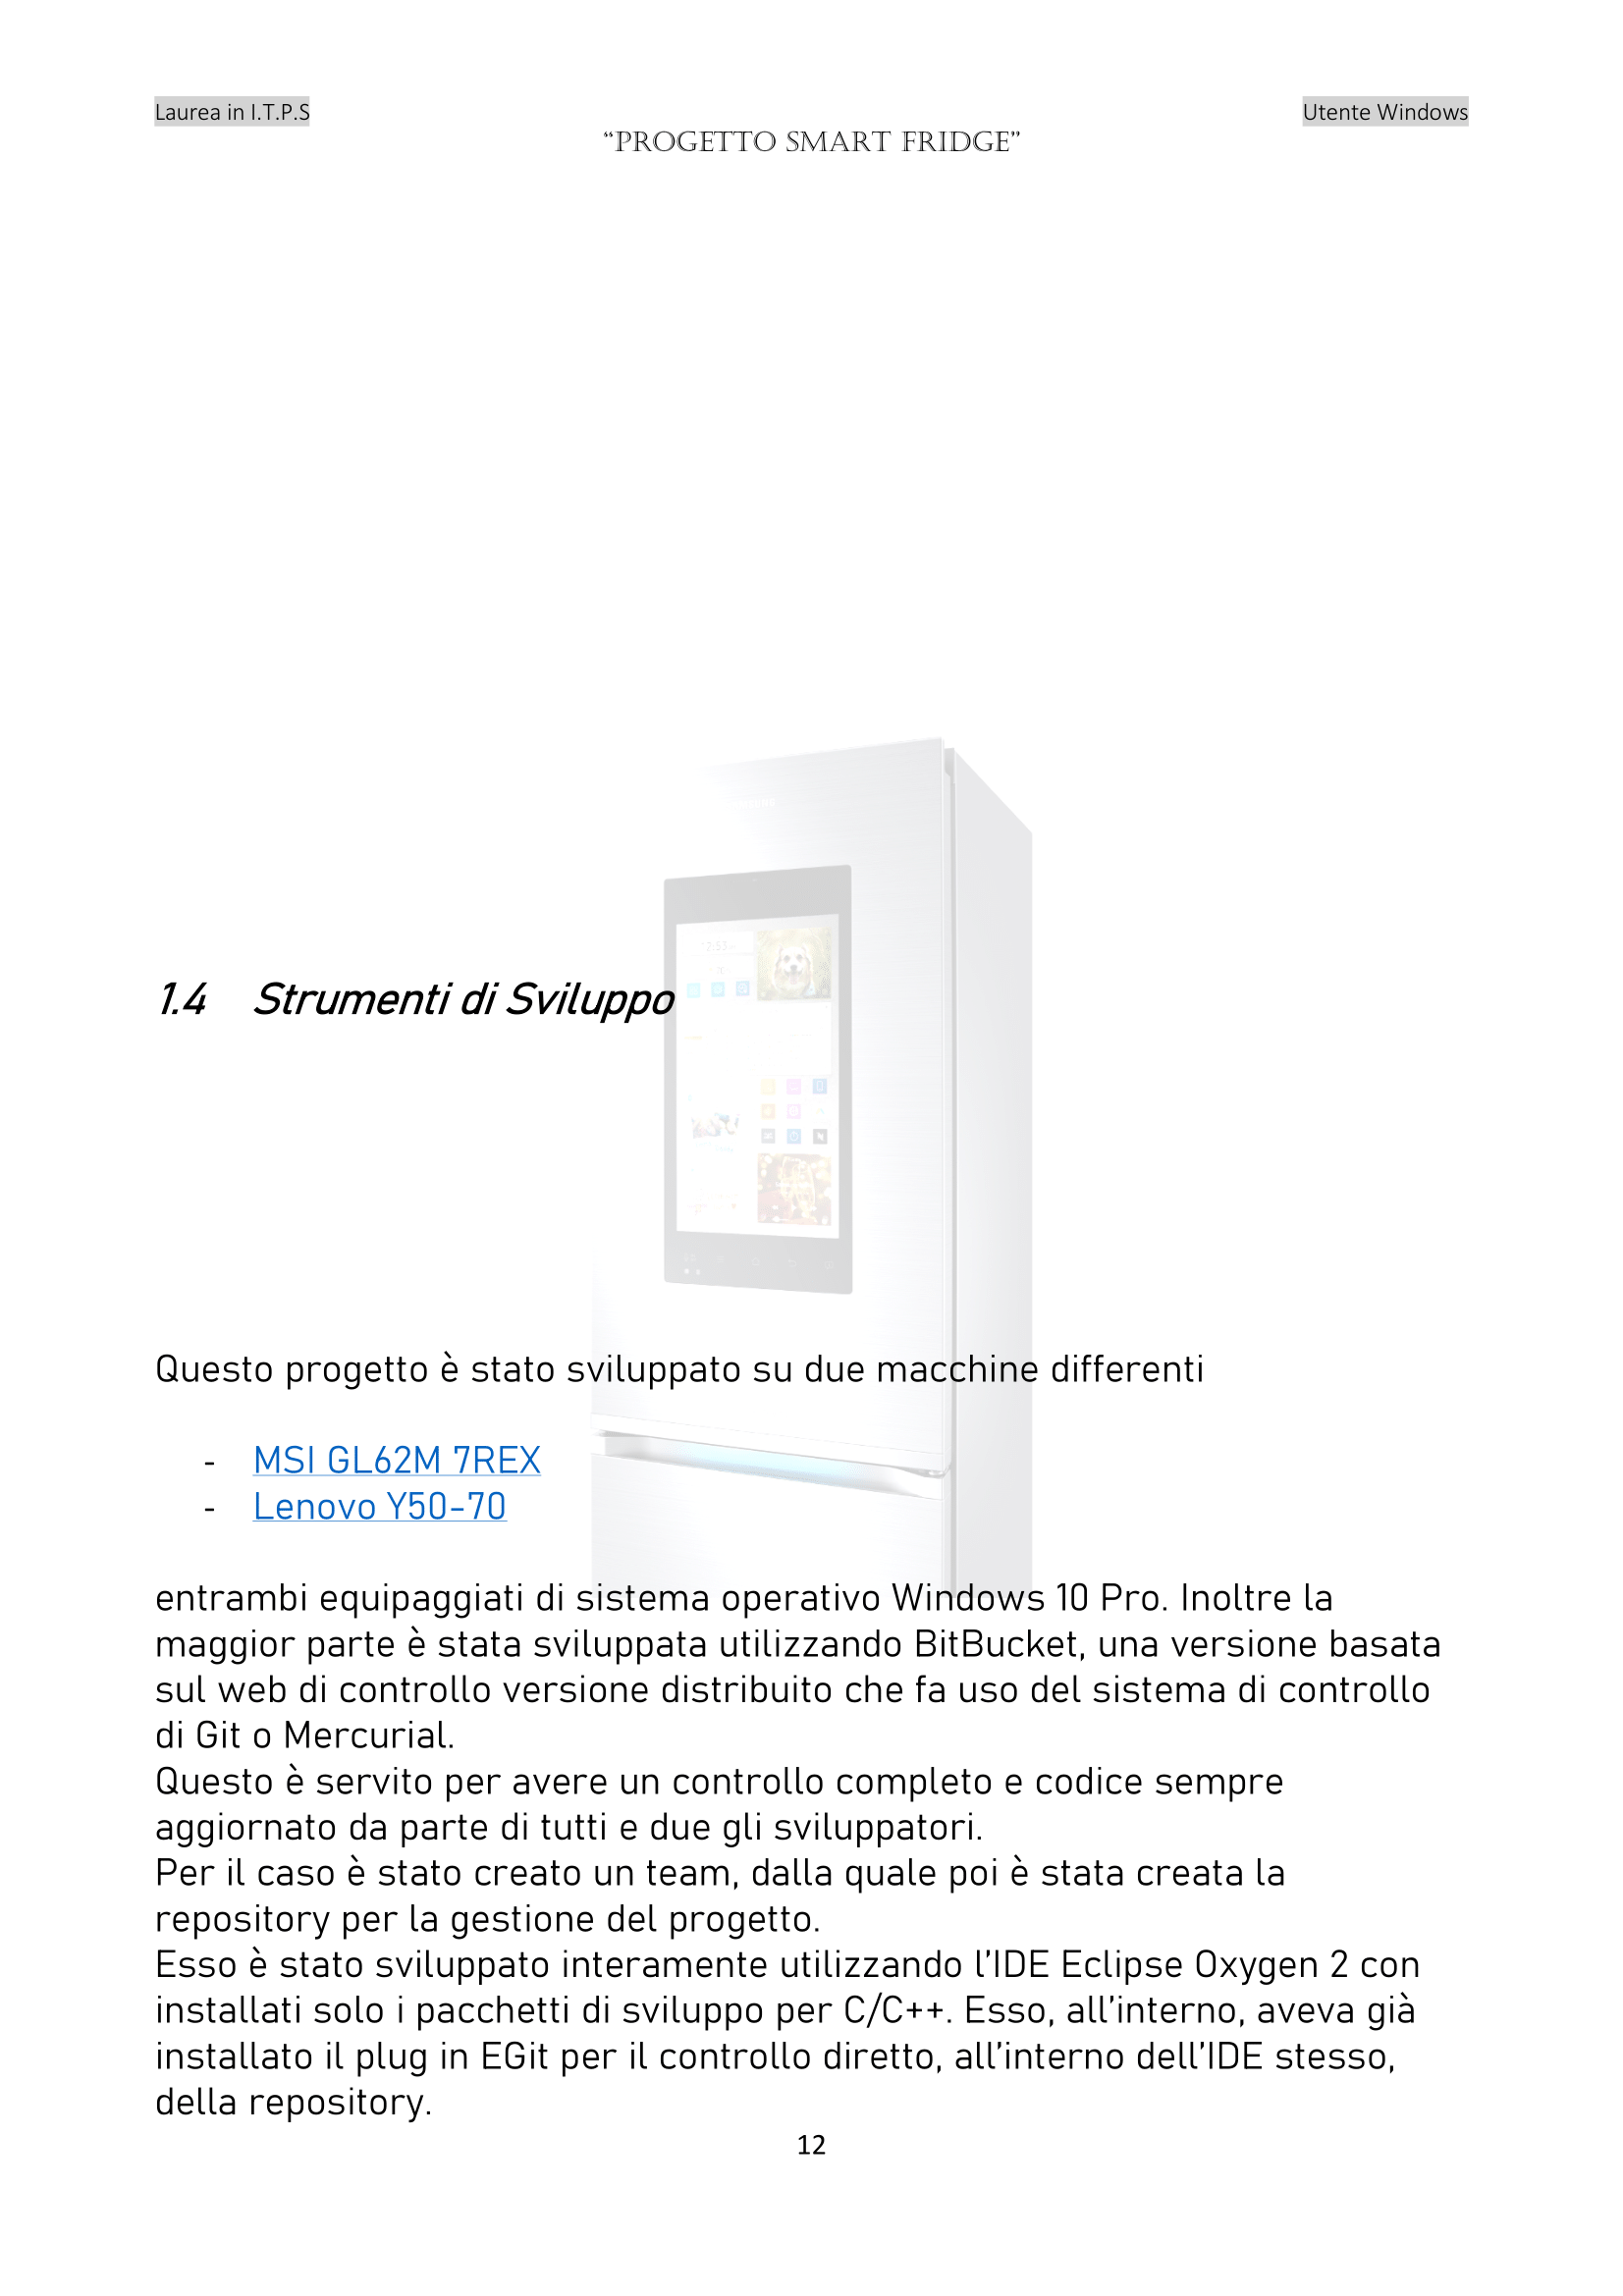 Laurea in I.T.P.S
Utente Windows
“PROGETTO SMART FRIDGE”
1.4 Strumenti di Sviluppo
Questo progetto è stato sviluppato su due macchine differenti
- MSI GL62M 7REX
- Lenovo Y50-70
entrambi equipaggiati di sistema operativo Windows 10 Pro. Inoltre la
maggior parte è stata sviluppata utilizzando BitBucket, una versione basata
sul web di controllo versione distribuito che fa uso del sistema di controllo
di Git o Mercurial.
Questo è servito per avere un controllo completo e codice sempre
aggiornato da parte di tutti e due gli sviluppatori.
Per il caso è stato creato un team, dalla quale poi è stata creata la
repository per la gestione del progetto.
Esso è stato sviluppato interamente utilizzando l’IDE Eclipse Oxygen 2 con
installati solo i pacchetti di sviluppo per C/C++. Esso, all’interno, aveva già
installato il plug in EGit per il controllo diretto, all’interno dell’IDE stesso,
della repository.
12